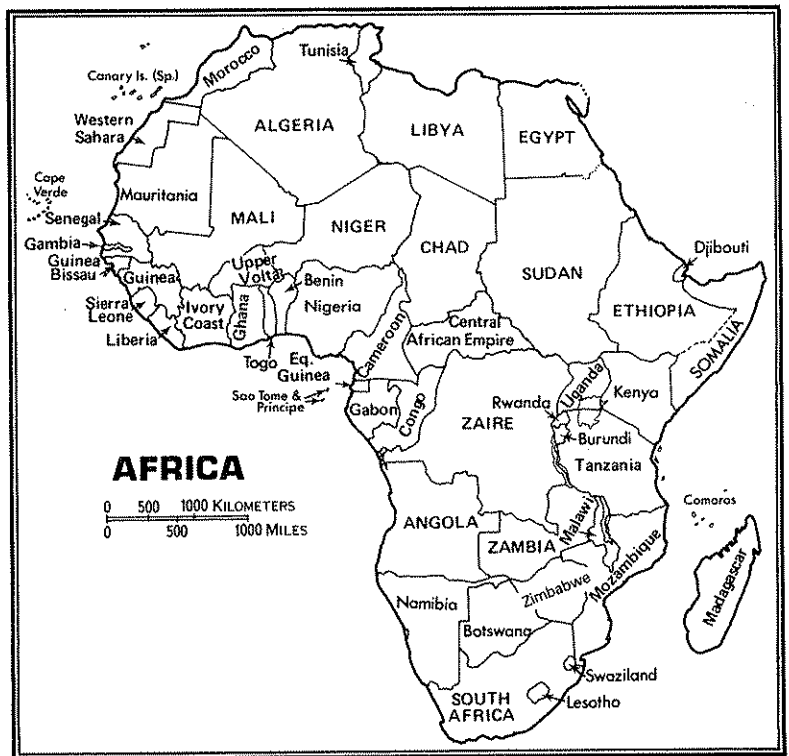 Morocco
Tunisia
Canary Is. (Sp.)
Western
Sahara
ALGERIA
LIBYA
EGYPT
Cape
Verde
Mauritania
MALI
NIGER
CHAD
SUDAN
Senegal
Gambia
Guinea
Bissau
Guinea
Upper
Volta
Benin
Nigeria
Djibouti
ETHIOPIA
SOMALIA
Sierra
Leone
Ivory
Coast
Ghana
Liberia
Togo
Cameroon
Central
African Empire
Eq.
Guinea
Sao Tome &
Principe
Gabon
Congo
ZAIRE
Uganda
Kenya
Rwanda
Burundi
Tanzania
AFRICA
0 500 1000 KILOMETERS
0 500 1000 MILES
ANGOLA
ZAMBIA
Malawi
Mozambique
Comoros
Madagascar
Namibia
Zimbabwe
Botswana
Swaziland
Lesotho
SOUTH
AFRICA